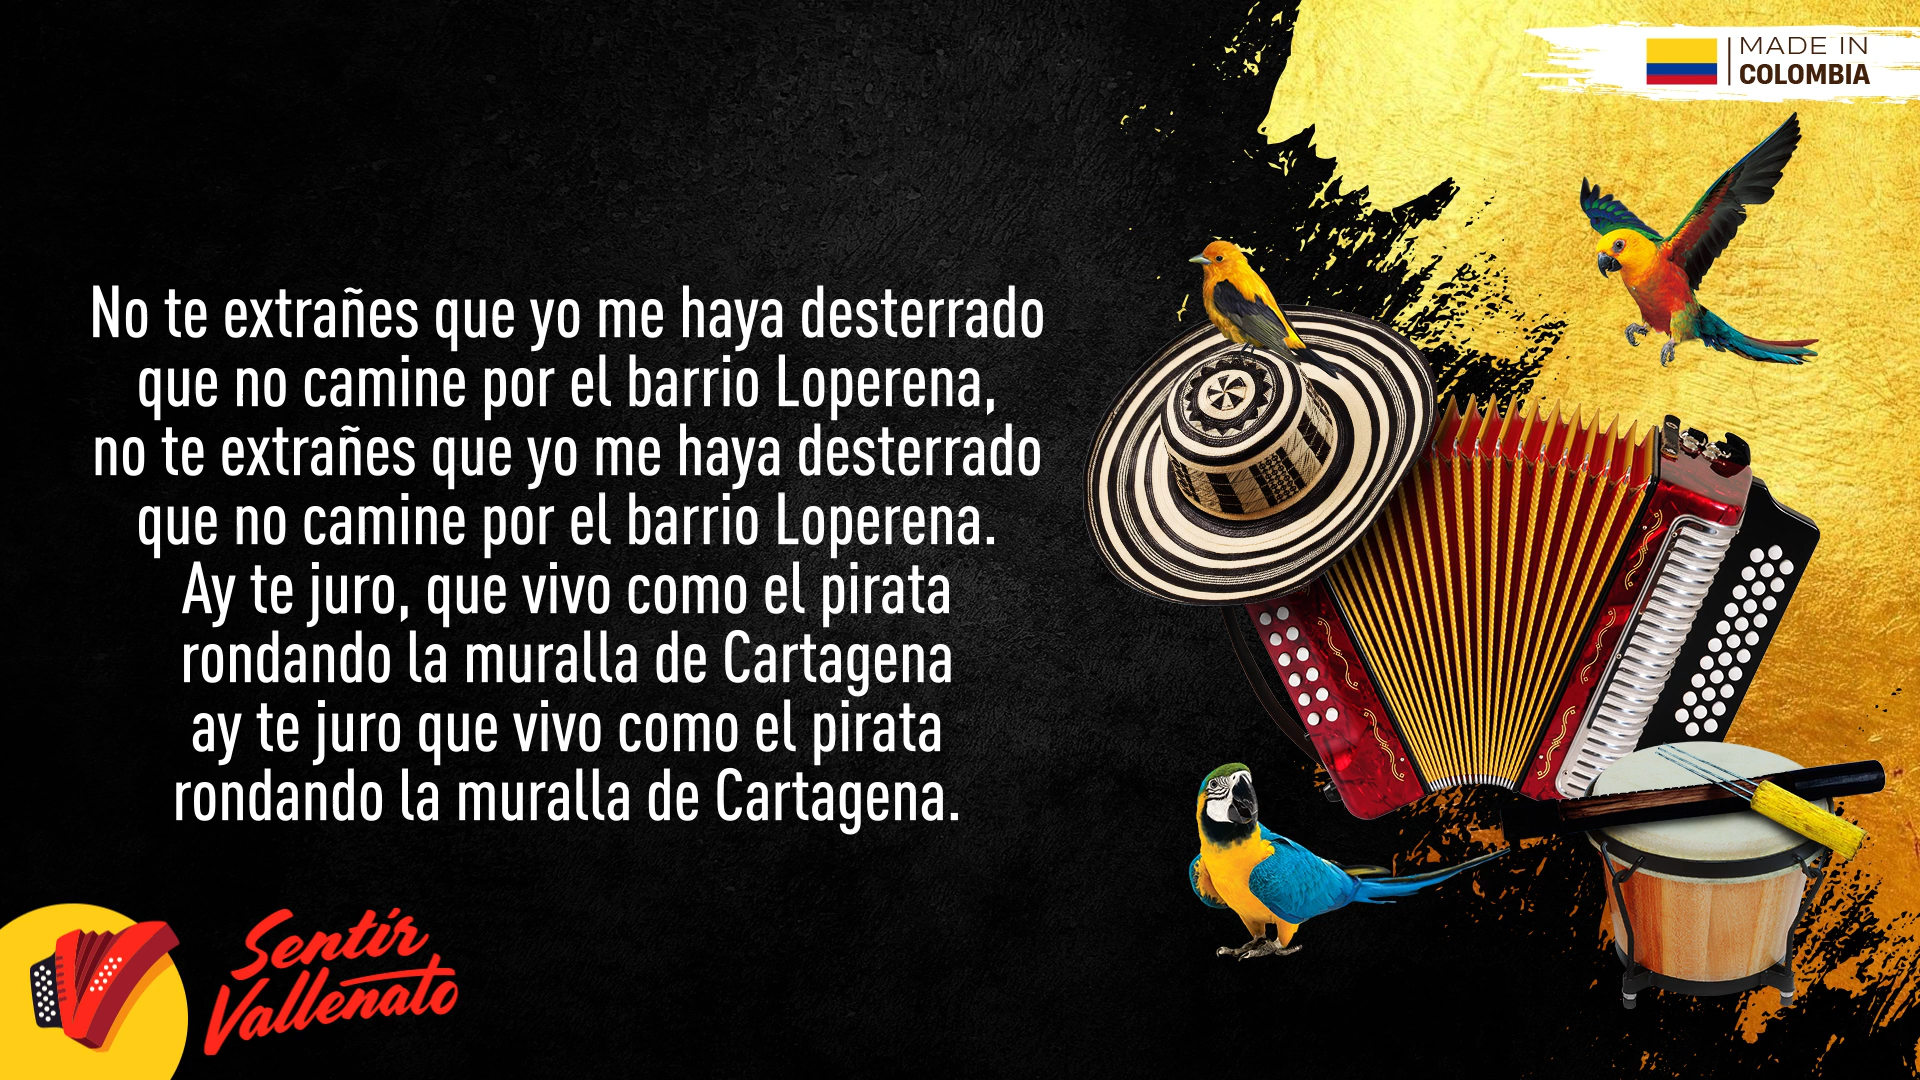 MADE IN
COLOMBIA
No te extrañes que yo me haya desterrado
que no camine por el barrio Loperena,
no te extrañes que yo me haya desterrado
que no camine por el barrio Loperena.
Ay te juro, que vivo como el pirata
rondando la muralla de Cartagena
ay te juro que vivo como el pirata
rondando la muralla de Cartagena.
Sentir
Vallenato